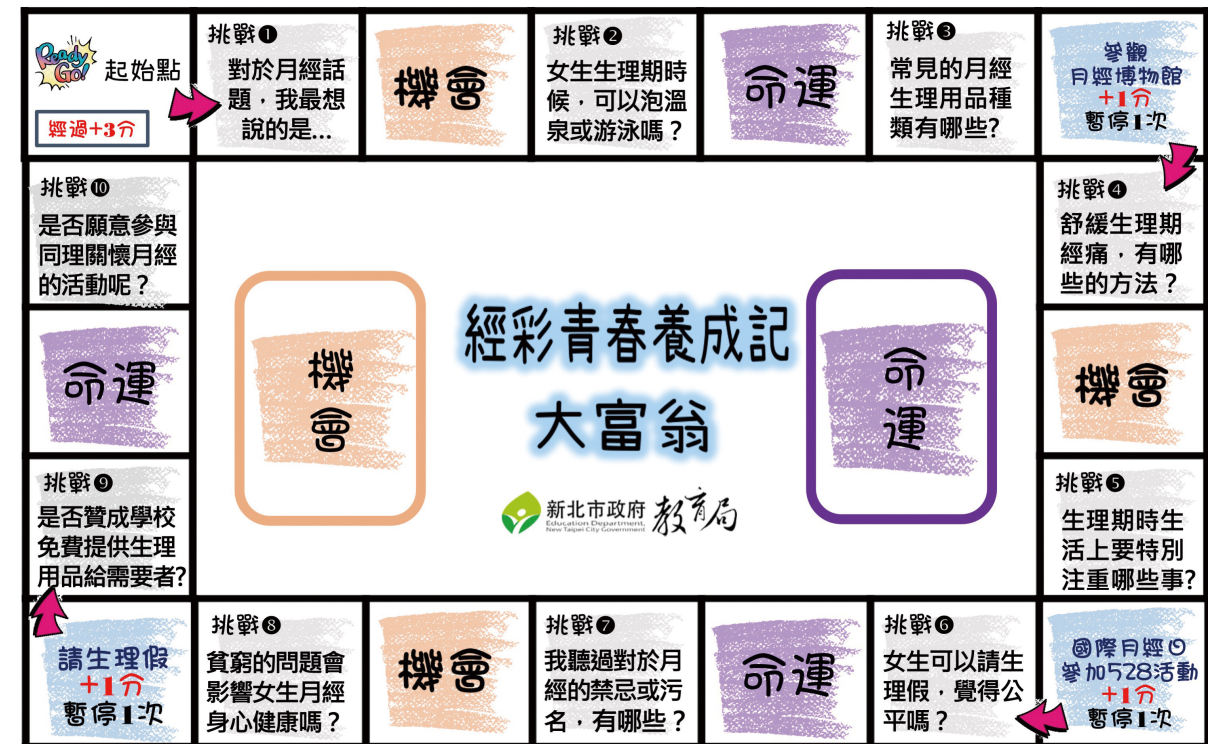 Ready
Go!
起始點
經過+3分
挑戰❶
對於月經話
題，我最想
說的是...
機會
挑戰❷
女生生理期時
候，可以泡溫
泉或游泳嗎？
命運
挑戰❸
常見的月經
生理用品種
類有哪些?
參觀
月經博物館
+1分
暫停1次
挑戰❹
舒緩生理期
經痛，有哪
些的方法？
機會
挑戰❺
生理期時生
活上要特別
注重哪些事?
國際月經日
參加528活動
+1分
暫停1次
挑戰❻
女生可以請生
理假，覺得公
平嗎？
命運
挑戰❼
我聽過對於月
經的禁忌或污
名，有哪些？
機會
挑戰❽
貧窮的問題會
影響女生月經
身心健康嗎？
請生理假
+1分
暫停1次
挑戰❾
是否贊成學校
免費提供生理
用品給需要者?
命運
挑戰❿
是否願意參與
同理關懷月經
的活動呢？
機
會
經彩青春養成記
大富翁
新北市政府
Education Department,
New Taipei City Government
教育局
命
運